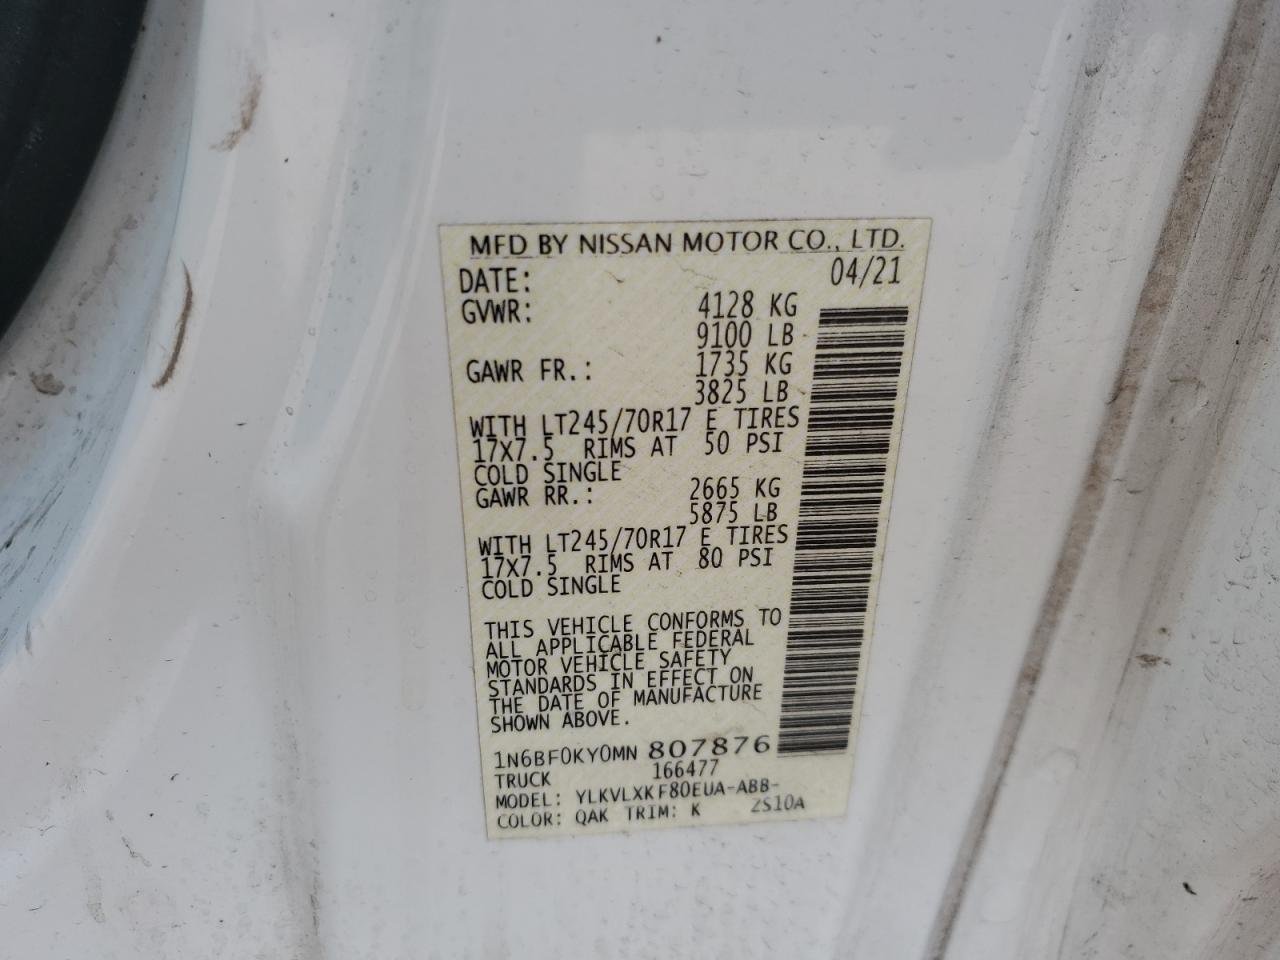 MFD BY NISSAN MOTOR CO., LTD.
DATE: 04/21
GVWR: 4128 KG
9100 LB
GAWR FR.: 1735 KG
3825 LB
WITH LT245/70R17 E TIRES
17X7.5 RIMS AT 50 PSI
COLD SINGLE
GAWR RR.: 2665 KG
5875 LB
WITH LT245/70R17 E TIRES
17X7.5 RIMS AT 80 PSI
COLD SINGLE
THIS VEHICLE CONFORMS TO
ALL APPLICABLE FEDERAL
MOTOR VEHICLE SAFETY
STANDARDS IN EFFECT ON
THE DATE OF MANUFACTURE
SHOWN ABOVE.
1N6BF0KY0MN 807876
TRUCK 166477
MODEL: YLKVLXKF80EUA-ABB-
COLOR: QAK TRIM: K ZS10A